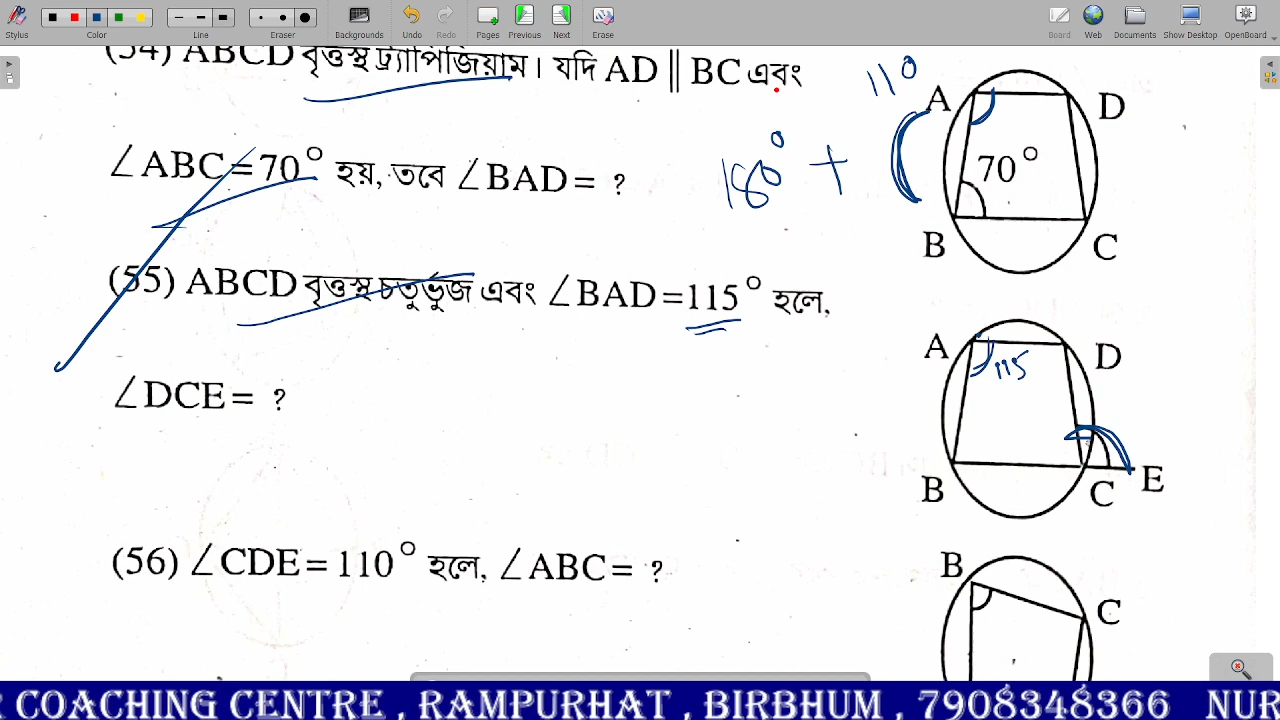 Stylus
Color
Line
Eraser
Backgrounds
Undo
Redo
Pages
Previous
Next
Erase
Board
Web
Documents
Show Desktop
OpenBoard
(54) ABCD বৃত্তস্থ ট্র্যাপিজিয়াম। যদি AD || BC এবং
∠ABC = 70° হয়, তবে ∠BAD = ?
110
180° +
A
D
70°
B
C
(55) ABCD বৃত্তস্থ চতুর্ভুজ এবং ∠BAD = 115° হলে,
∠DCE = ?
A
D
115
B
C
E
(56) ∠CDE = 110° হলে, ∠ABC = ?
B
C
R COACHING CENTRE , RAMPURHAT , BIRBHUM , 7908348366 NUR